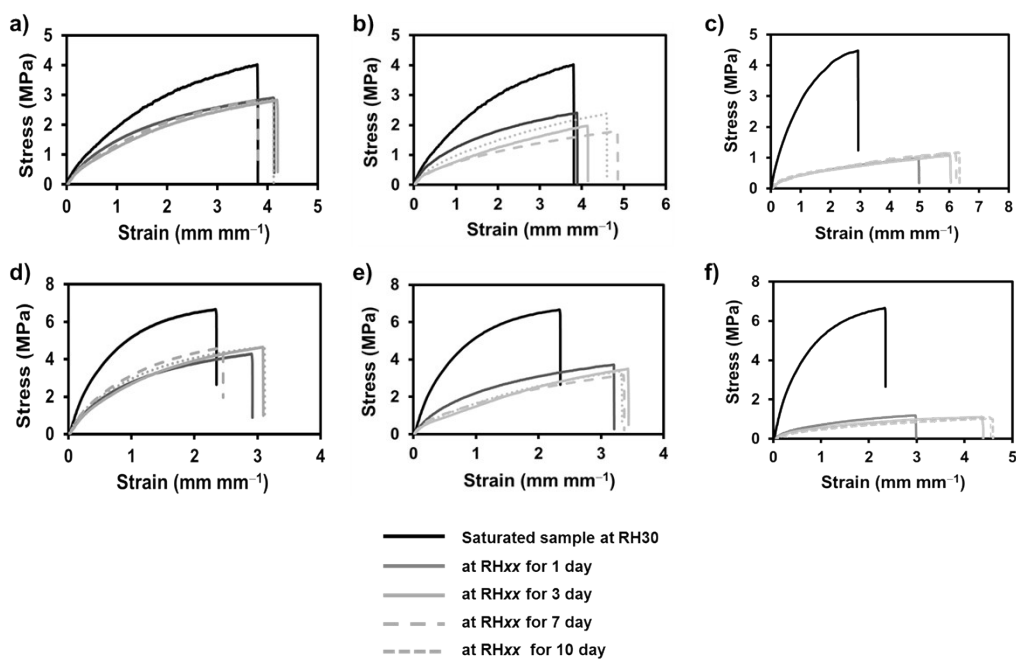 a)
Stress (MPa)
5
4
3
2
1
0
0 1 2 3 4 5
Strain (mm mm⁻¹)
b)
Stress (MPa)
5
4
3
2
1
0
0 1 2 3 4 5 6
Strain (mm mm⁻¹)
c)
Stress (MPa)
5
4
3
2
1
0
0 1 2 3 4 5 6 7 8
Strain (mm mm⁻¹)
d)
Stress (MPa)
8
6
4
2
0
0 1 2 3 4
Strain (mm mm⁻¹)
e)
Stress (MPa)
8
6
4
2
0
0 1 2 3 4
Strain (mm mm⁻¹)
f)
Stress (MPa)
8
6
4
2
0
0 1 2 3 4 5
Strain (mm mm⁻¹)
Saturated sample at RH30
at RHxx for 1 day
at RHxx for 3 day
at RHxx for 7 day
at RHxx for 10 day